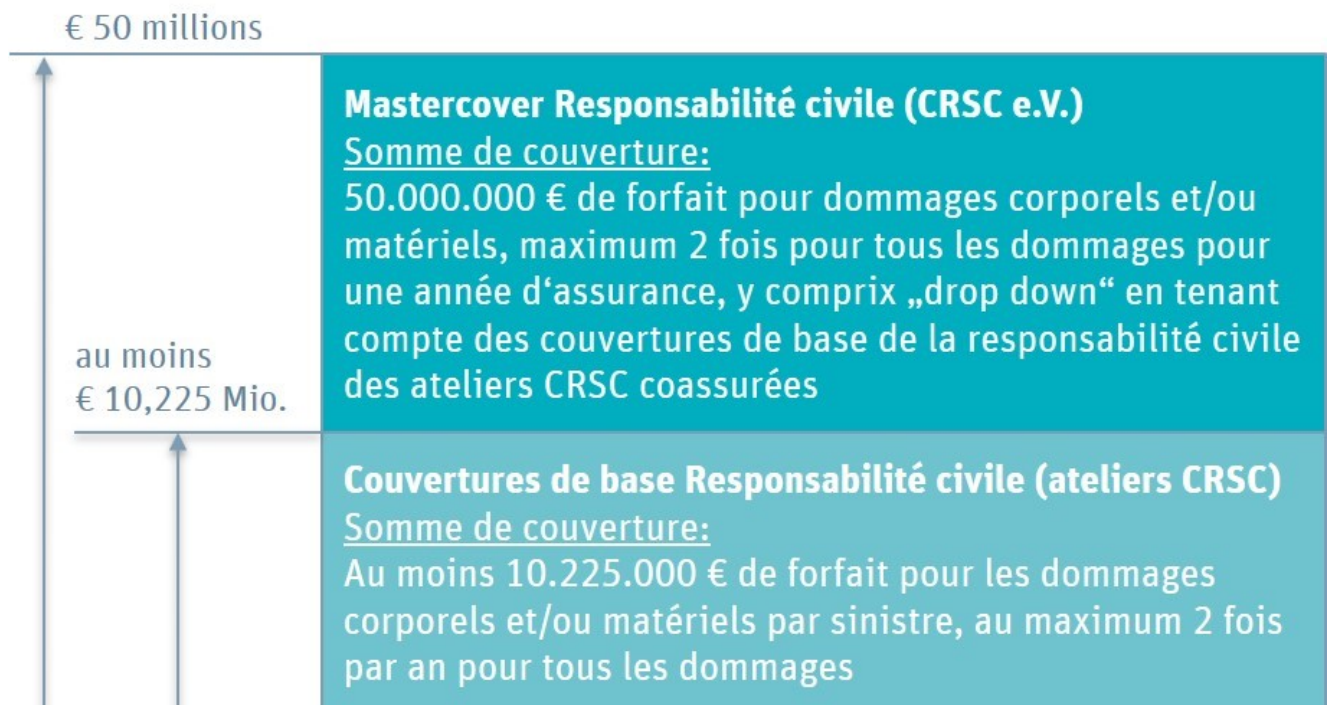 € 50 millions
Mastercover Responsabilité civile (CRSC e.V.)
Somme de couverture:
50.000.000 € de forfait pour dommages corporels et/ou
matériels, maximum 2 fois pour tous les dommages pour
une année d‘assurance, y comprix „drop down“ en tenant
compte des couvertures de base de la responsabilité civile
des ateliers CRSC coassurées
au moins
€ 10,225 Mio.
Couvertures de base Responsabilité civile (ateliers CRSC)
Somme de couverture:
Au moins 10.225.000 € de forfait pour les dommages
corporels et/ou matériels par sinistre, au maximum 2 fois
par an pour tous les dommages